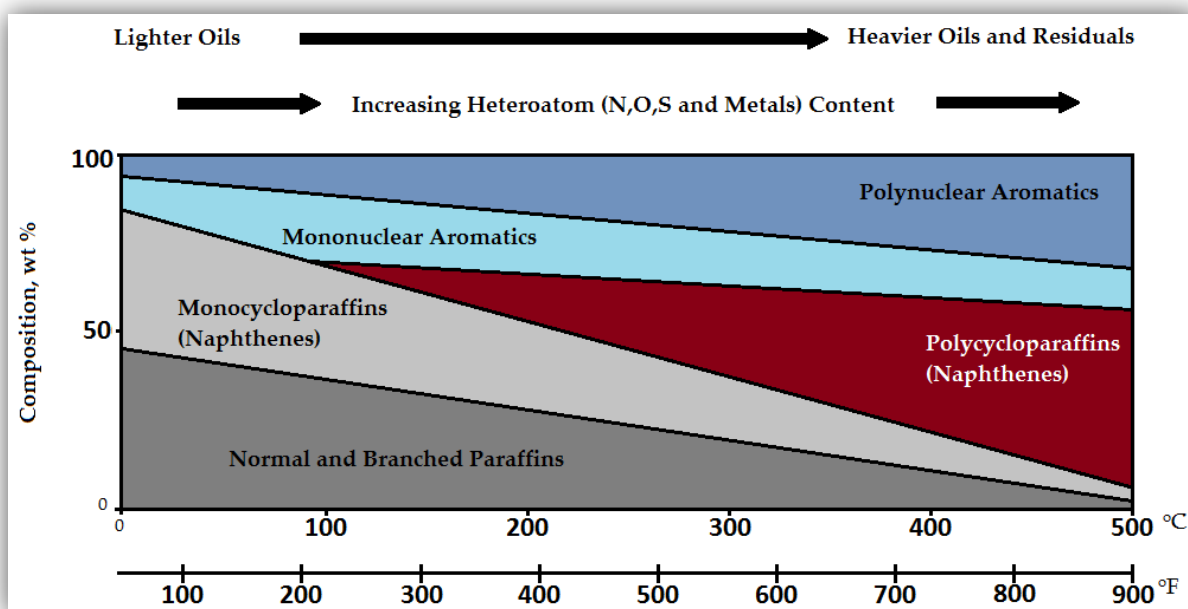 Lighter Oils
Heavier Oils and Residuals
Increasing Heteroatom (N,O,S and Metals) Content
100
Polynuclear Aromatics
Mononuclear Aromatics
Monocycloparaffins
(Naphthenes)
50
Polycycloparaffins
(Naphthenes)
Composition, wt %
Normal and Branched Paraffins
0
0 100 200 300 400 500 °C
100 200 300 400 500 600 700 800 900 °F